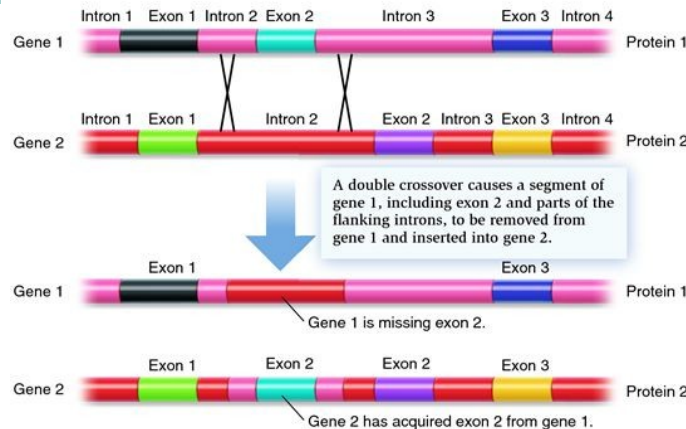 Intron 1 Exon 1 Intron 2 Exon 2 Intron 3 Exon 3 Intron 4
Gene 1 Protein 1
Intron 1 Exon 1 Intron 2 Exon 2 Intron 3 Exon 3 Intron 4
Gene 2 Protein 2
A double crossover causes a segment of
gene 1, including exon 2 and parts of the
flanking introns, to be removed from
gene 1 and inserted into gene 2.
Exon 1 Exon 3
Gene 1 Protein 1
Gene 1 is missing exon 2.
Exon 1 Exon 2 Exon 2 Exon 3
Gene 2 Protein 2
Gene 2 has acquired exon 2 from gene 1.